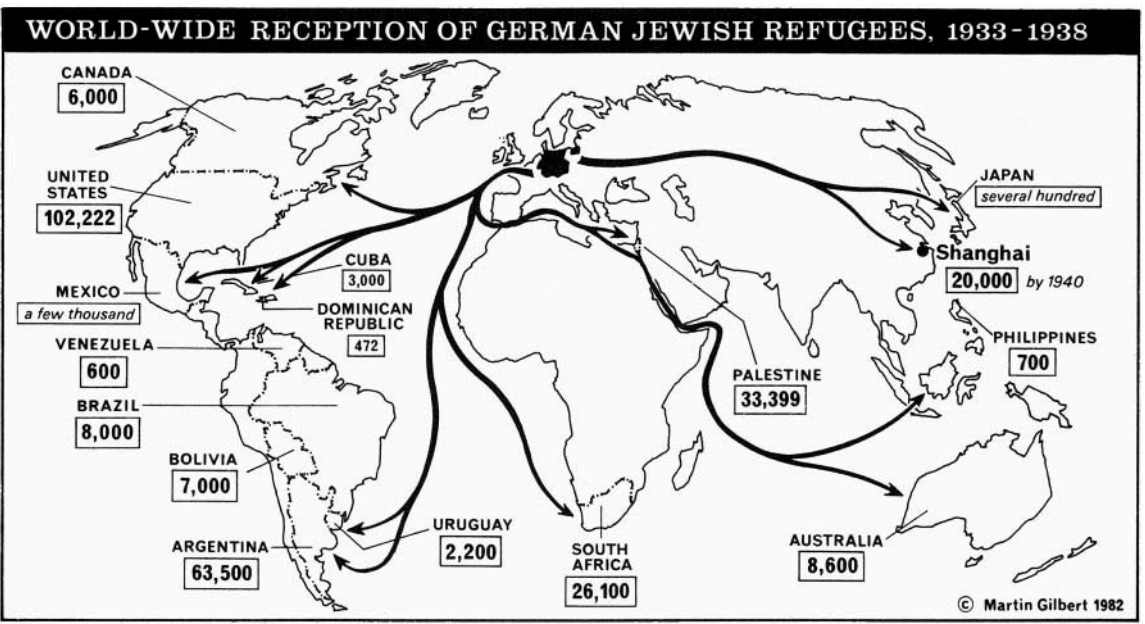 WORLD-WIDE RECEPTION OF GERMAN JEWISH REFUGEES, 1933-1938
CANADA
6,000
UNITED
STATES
102,222
MEXICO
a few thousand
CUBA
3,000
DOMINICAN
REPUBLIC
472
VENEZUELA
600
BRAZIL
8,000
BOLIVIA
7,000
ARGENTINA
63,500
URUGUAY
2,200
SOUTH
AFRICA
26,100
PALESTINE
33,399
JAPAN
several hundred
Shanghai
20,000 by 1940
PHILIPPINES
700
AUSTRALIA
8,600
© Martin Gilbert 1982